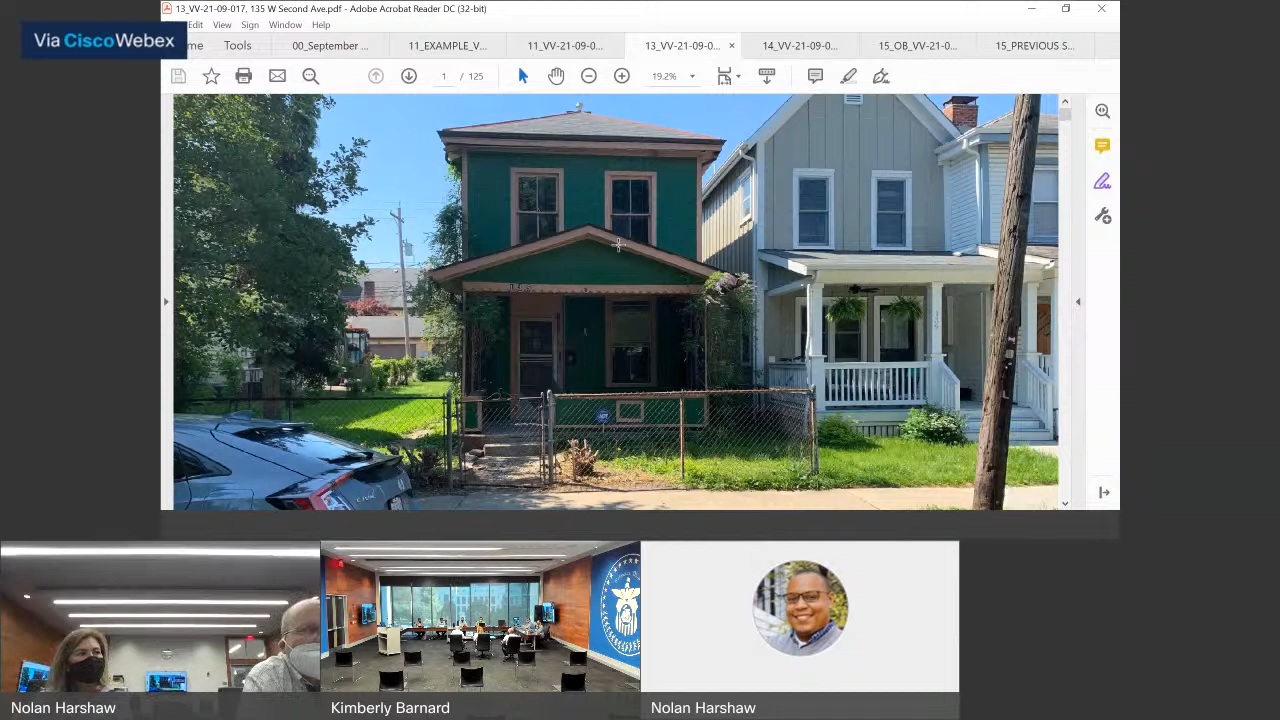 13_VV-21-09-017, 135 W Second Ave.pdf - Adobe Acrobat Reader DC (32-bit)
Edit View Sign Window Help
Via Cisco Webex
me Tools 00_September ... 11_EXAMPLE_V... 11_VV-21-09-0... 13_VV-21-09-0... × 14_VV-21-09-0... 15_OB_VV-21-0... 15_PREVIOUS S...
1 / 125 19.2%
ADT
Nolan Harshaw
Kimberly Barnard
Nolan Harshaw